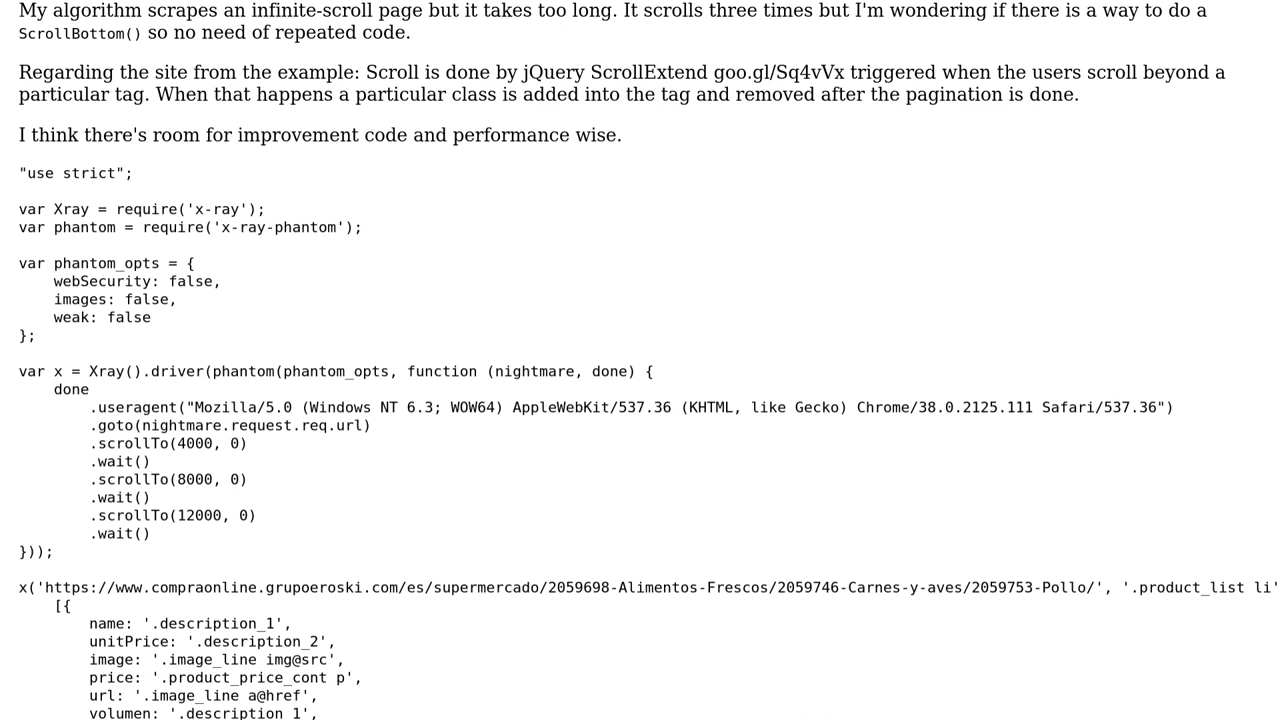 My algorithm scrapes an infinite-scroll page but it takes too long. It scrolls three times but I'm wondering if there is a way to do a
ScrollBottom() so no need of repeated code.
Regarding the site from the example: Scroll is done by jQuery ScrollExtend goo.gl/Sq4vVx triggered when the users scroll beyond a
particular tag. When that happens a particular class is added into the tag and removed after the pagination is done.
I think there's room for improvement code and performance wise.
"use strict";
var Xray = require('x-ray');
var phantom = require('x-ray-phantom');
var phantom_opts = {
    webSecurity: false,
    images: false,
    weak: false
};
var x = Xray().driver(phantom(phantom_opts, function (nightmare, done) {
    done
        .useragent("Mozilla/5.0 (Windows NT 6.3; WOW64) AppleWebKit/537.36 (KHTML, like Gecko) Chrome/38.0.2125.111 Safari/537.36")
        .goto(nightmare.request.req.url)
        .scrollTo(4000, 0)
        .wait()
        .scrollTo(8000, 0)
        .wait()
        .scrollTo(12000, 0)
        .wait()
}));
x('https://www.compraonline.grupoeroski.com/es/supermercado/2059698-Alimentos-Frescos/2059746-Carnes-y-aves/2059753-Pollo/', '.product_list li'
    [{
        name: '.description_1',
        unitPrice: '.description_2',
        image: '.image_line img@src',
        price: '.product_price_cont p',
        url: '.image_line a@href',
        volumen: '.description_1',